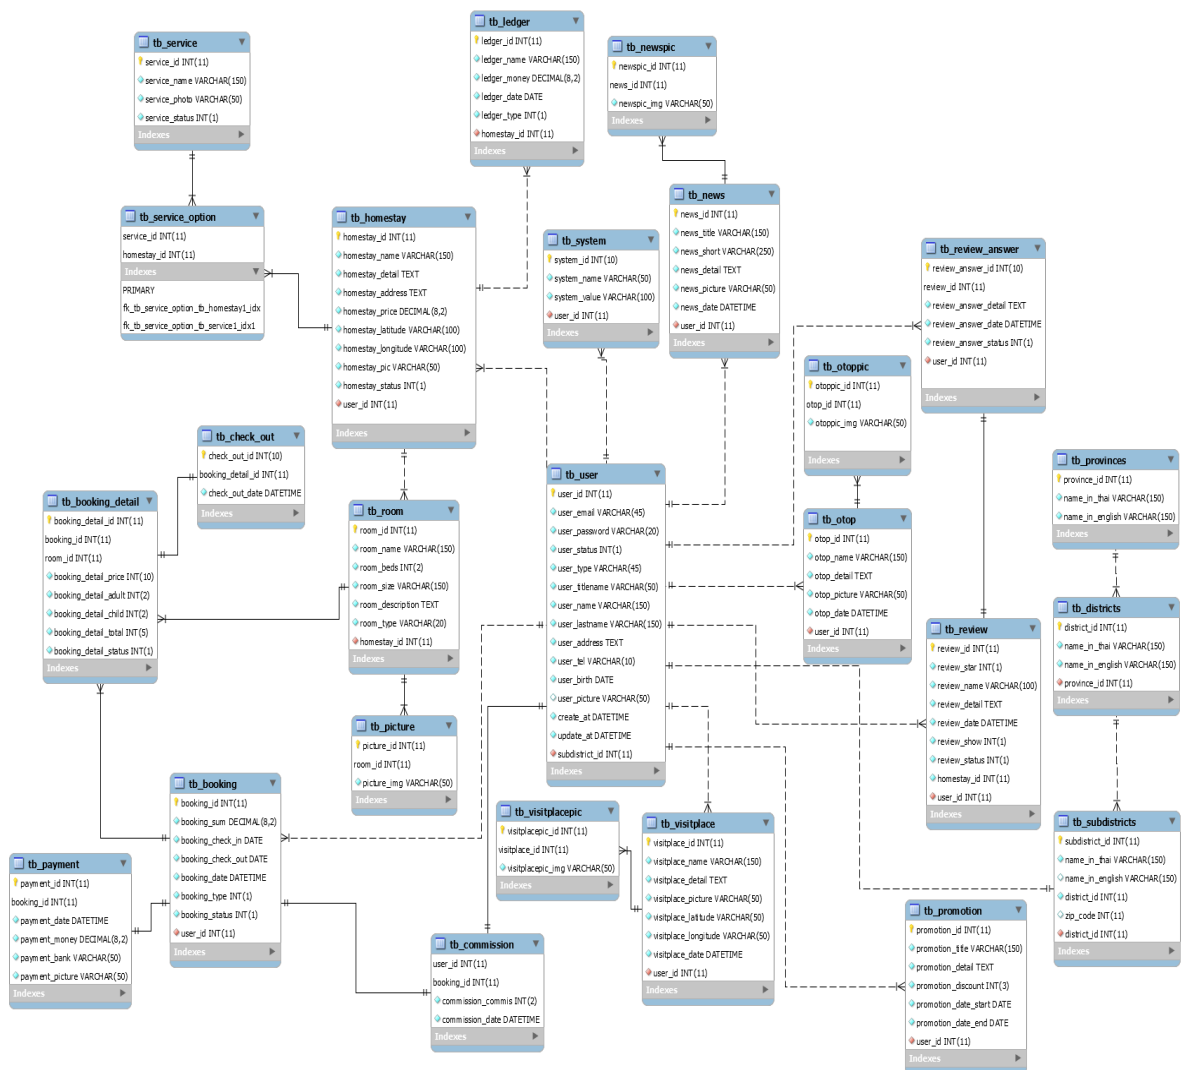 tb_service
service_id INT(11)
service_name VARCHAR(150)
service_photo VARCHAR(50)
service_status INT(1)
Indexes
tb_ledger
ledger_id INT(11)
ledger_name VARCHAR(150)
ledger_money DECIMAL(8,2)
ledger_date DATE
ledger_type INT(1)
homestay_id INT(11)
Indexes
tb_newspic
newspic_id INT(11)
news_id INT(11)
newspic_img VARCHAR(50)
Indexes
tb_service_option
service_id INT(11)
homestay_id INT(11)
Indexes
PRIMARY
fk_tb_service_option_tb_homestay1_idx
fk_tb_service_option_tb_service1_idx1
tb_homestay
homestay_id INT(11)
homestay_name VARCHAR(150)
homestay_detail TEXT
homestay_address TEXT
homestay_price DECIMAL(8,2)
homestay_latitude VARCHAR(100)
homestay_longitude VARCHAR(100)
homestay_pic VARCHAR(50)
homestay_status INT(1)
user_id INT(11)
Indexes
tb_system
system_id INT(10)
system_name VARCHAR(50)
system_value VARCHAR(100)
user_id INT(11)
Indexes
tb_news
news_id INT(11)
news_title VARCHAR(150)
news_short VARCHAR(250)
news_detail TEXT
news_picture VARCHAR(50)
news_date DATETIME
user_id INT(11)
Indexes
tb_review_answer
review_answer_id INT(10)
review_id INT(11)
review_answer_detail TEXT
review_answer_date DATETIME
review_answer_status INT(1)
user_id INT(11)
Indexes
tb_otoppic
otoppic_id INT(11)
otop_id INT(11)
otoppic_img VARCHAR(50)
Indexes
tb_check_out
check_out_id INT(10)
booking_detail_id INT(11)
check_out_date DATETIME
Indexes
tb_booking_detail
booking_detail_id INT(11)
booking_id INT(11)
room_id INT(11)
booking_detail_price INT(10)
booking_detail_adult INT(2)
booking_detail_child INT(2)
booking_detail_total INT(5)
booking_detail_status INT(1)
Indexes
tb_room
room_id INT(11)
room_name VARCHAR(150)
room_beds INT(2)
room_size VARCHAR(150)
room_description TEXT
room_type VARCHAR(20)
homestay_id INT(11)
Indexes
tb_user
user_id INT(11)
user_email VARCHAR(45)
user_password VARCHAR(20)
user_status INT(1)
user_type VARCHAR(45)
user_titlename VARCHAR(50)
user_name VARCHAR(150)
user_lastname VARCHAR(150)
user_address TEXT
user_tel VARCHAR(10)
user_birth DATE
user_picture VARCHAR(50)
create_at DATETIME
update_at DATETIME
subdistrict_id INT(11)
Indexes
tb_otop
otop_id INT(11)
otop_name VARCHAR(150)
otop_detail TEXT
otop_picture VARCHAR(50)
otop_date DATETIME
user_id INT(11)
Indexes
tb_provinces
province_id INT(11)
name_in_thai VARCHAR(150)
name_in_english VARCHAR(150)
Indexes
tb_districts
district_id INT(11)
name_in_thai VARCHAR(150)
name_in_english VARCHAR(150)
province_id INT(11)
Indexes
tb_review
review_id INT(11)
review_star INT(1)
review_name VARCHAR(100)
review_detail TEXT
review_date DATETIME
review_show INT(1)
review_status INT(1)
homestay_id INT(11)
user_id INT(11)
Indexes
tb_picture
picture_id INT(11)
room_id INT(11)
picture_img VARCHAR(50)
Indexes
tb_booking
booking_id INT(11)
booking_sum DECIMAL(8,2)
booking_check_in DATE
booking_check_out DATE
booking_date DATETIME
booking_type INT(1)
booking_status INT(1)
user_id INT(11)
Indexes
tb_visitplacepic
visitplacepic_id INT(11)
visitplace_id INT(11)
visitplacepic_img VARCHAR(50)
Indexes
tb_visitplace
visitplace_id INT(11)
visitplace_name VARCHAR(150)
visitplace_detail TEXT
visitplace_picture VARCHAR(50)
visitplace_latitude VARCHAR(50)
visitplace_longitude VARCHAR(50)
visitplace_date DATETIME
user_id INT(11)
Indexes
tb_subdistricts
subdistrict_id INT(11)
name_in_thai VARCHAR(150)
name_in_english VARCHAR(150)
district_id INT(11)
zip_code INT(11)
district_id INT(11)
Indexes
tb_payment
payment_id INT(11)
booking_id INT(11)
payment_date DATETIME
payment_money DECIMAL(8,2)
payment_bank VARCHAR(50)
payment_picture VARCHAR(50)
Indexes
tb_commission
user_id INT(11)
booking_id INT(11)
commission_commis INT(2)
commission_date DATETIME
Indexes
tb_promotion
promotion_id INT(11)
promotion_title VARCHAR(150)
promotion_detail TEXT
promotion_discount INT(3)
promotion_date_start DATE
promotion_date_end DATE
user_id INT(11)
Indexes